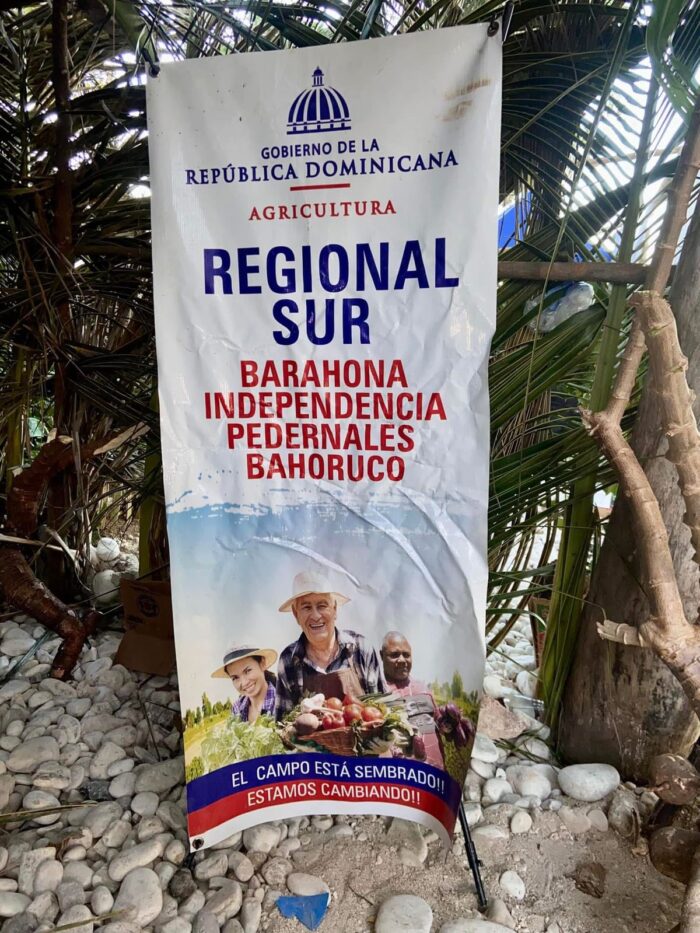 GOBIERNO DE LA
REPÚBLICA DOMINICANA
AGRICULTURA
REGIONAL
SUR
BARAHONA
INDEPENDENCIA
PEDERNALES
BAHORUCO
EL CAMPO ESTÁ SEMBRADO!!
ESTAMOS CAMBIANDO!!